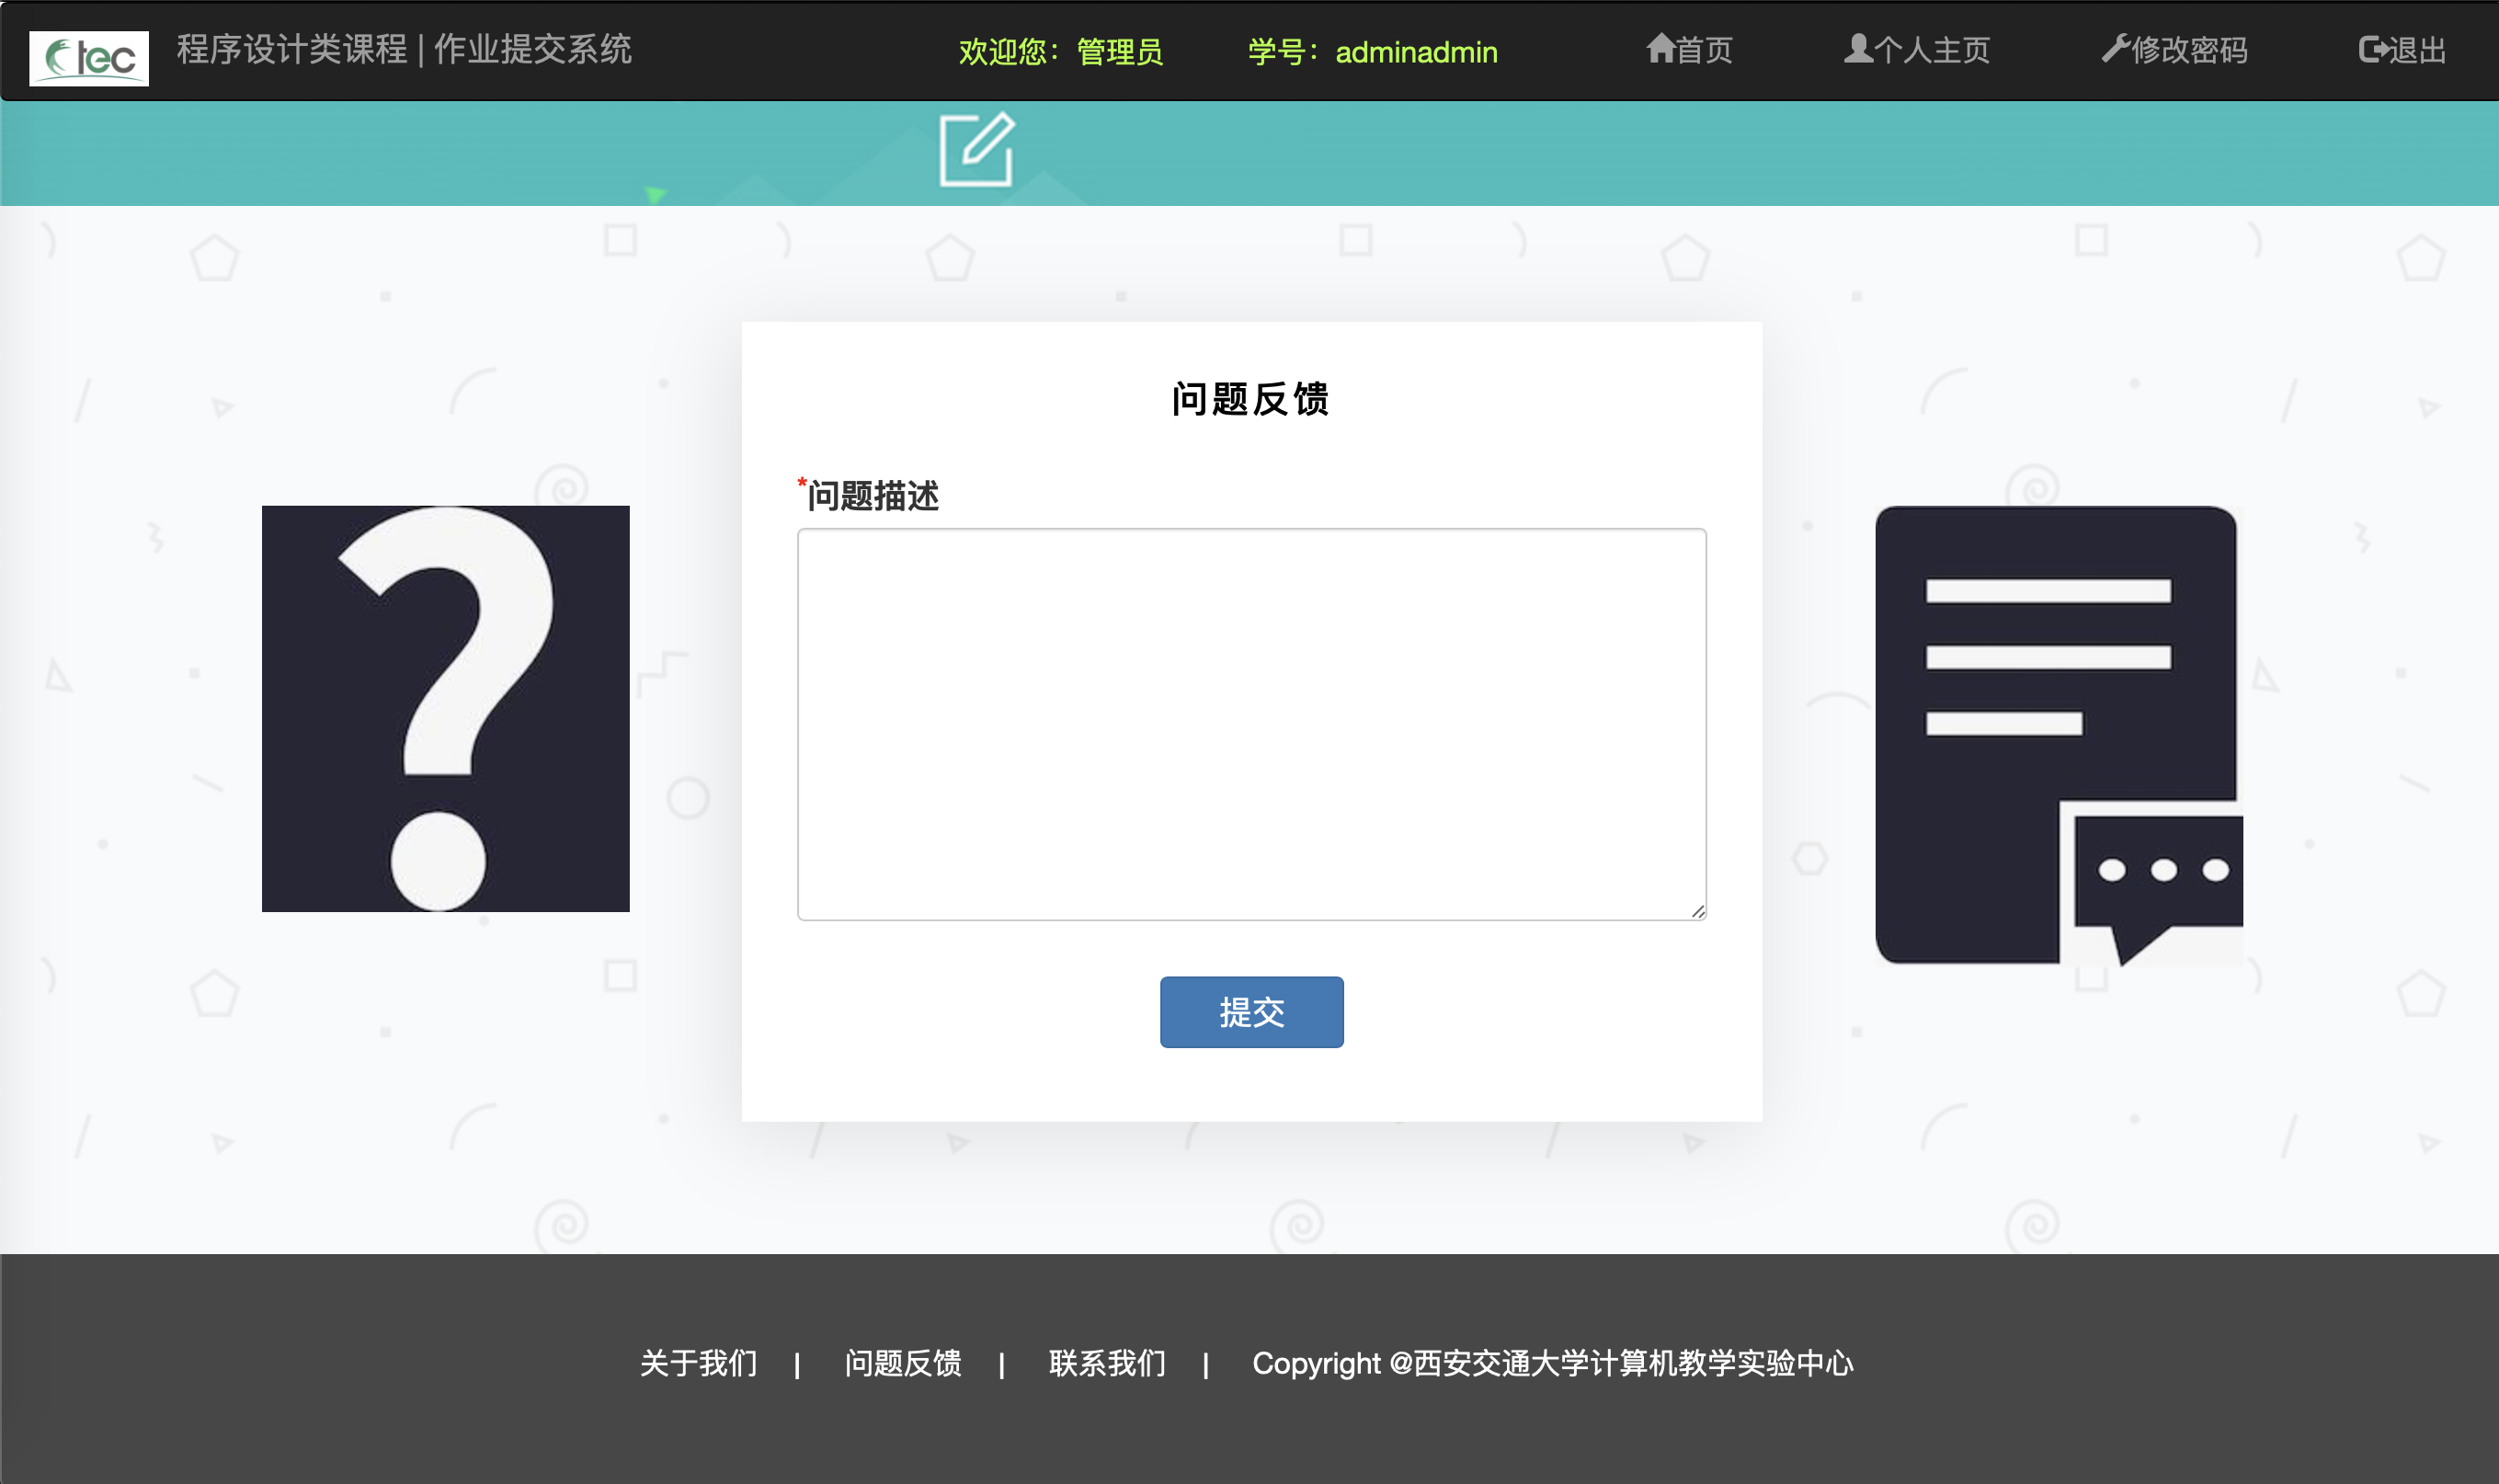 tec 程序设计类课程 | 作业提交系统 欢迎您：管理员 学号：adminadmin 首页 个人主页 修改密码 退出
问题反馈
*问题描述
提交
关于我们 | 问题反馈 | 联系我们 | Copyright @西安交通大学计算机教学实验中心